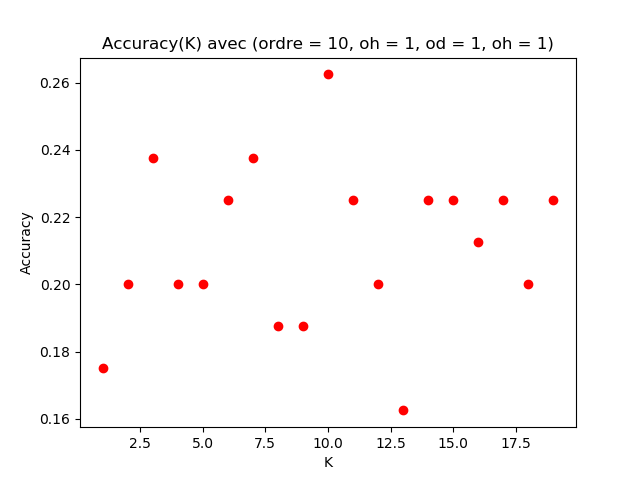 Accuracy(K) avec (ordre = 10, oh = 1, od = 1, oh = 1)
0.26
0.24
0.22
0.20
0.18
0.16
Accuracy
2.5 5.0 7.5 10.0 12.5 15.0 17.5
K